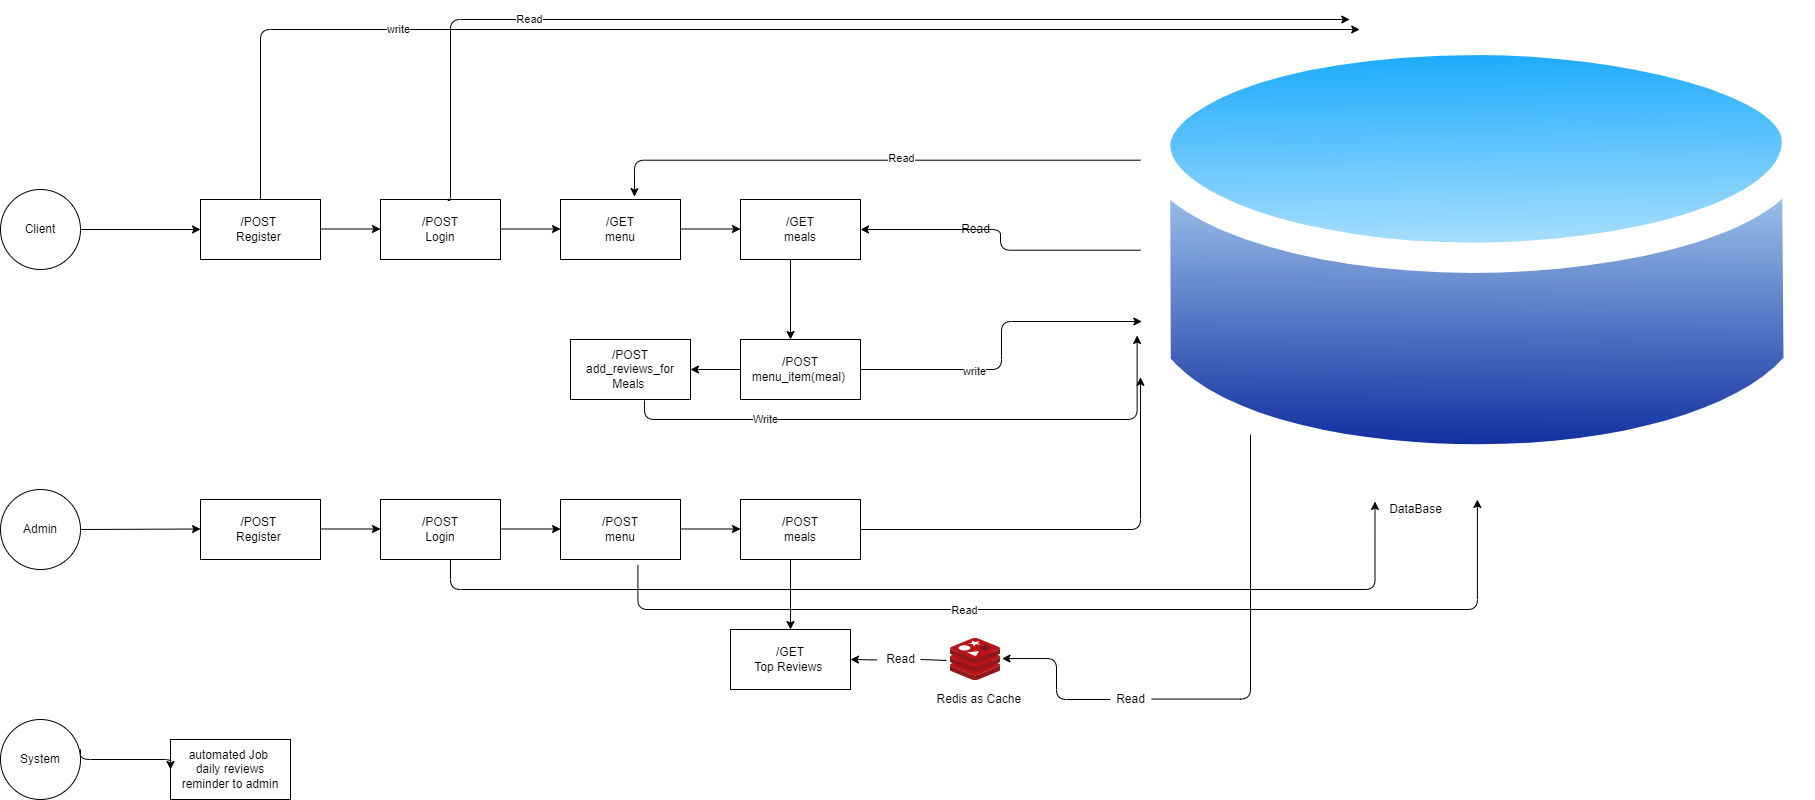 Read
write
Read
Client
/POST
Register
/POST
Login
/GET
menu
/GET
meals
Read
/POST
add_reviews_for
Meals
/POST
menu_item(meal)
write
Write
Admin
/POST
Register
/POST
Login
/POST
menu
/POST
meals
DataBase
Read
/GET
Top Reviews
Read
Redis as Cache
Read
System
automated Job
daily reviews
reminder to admin